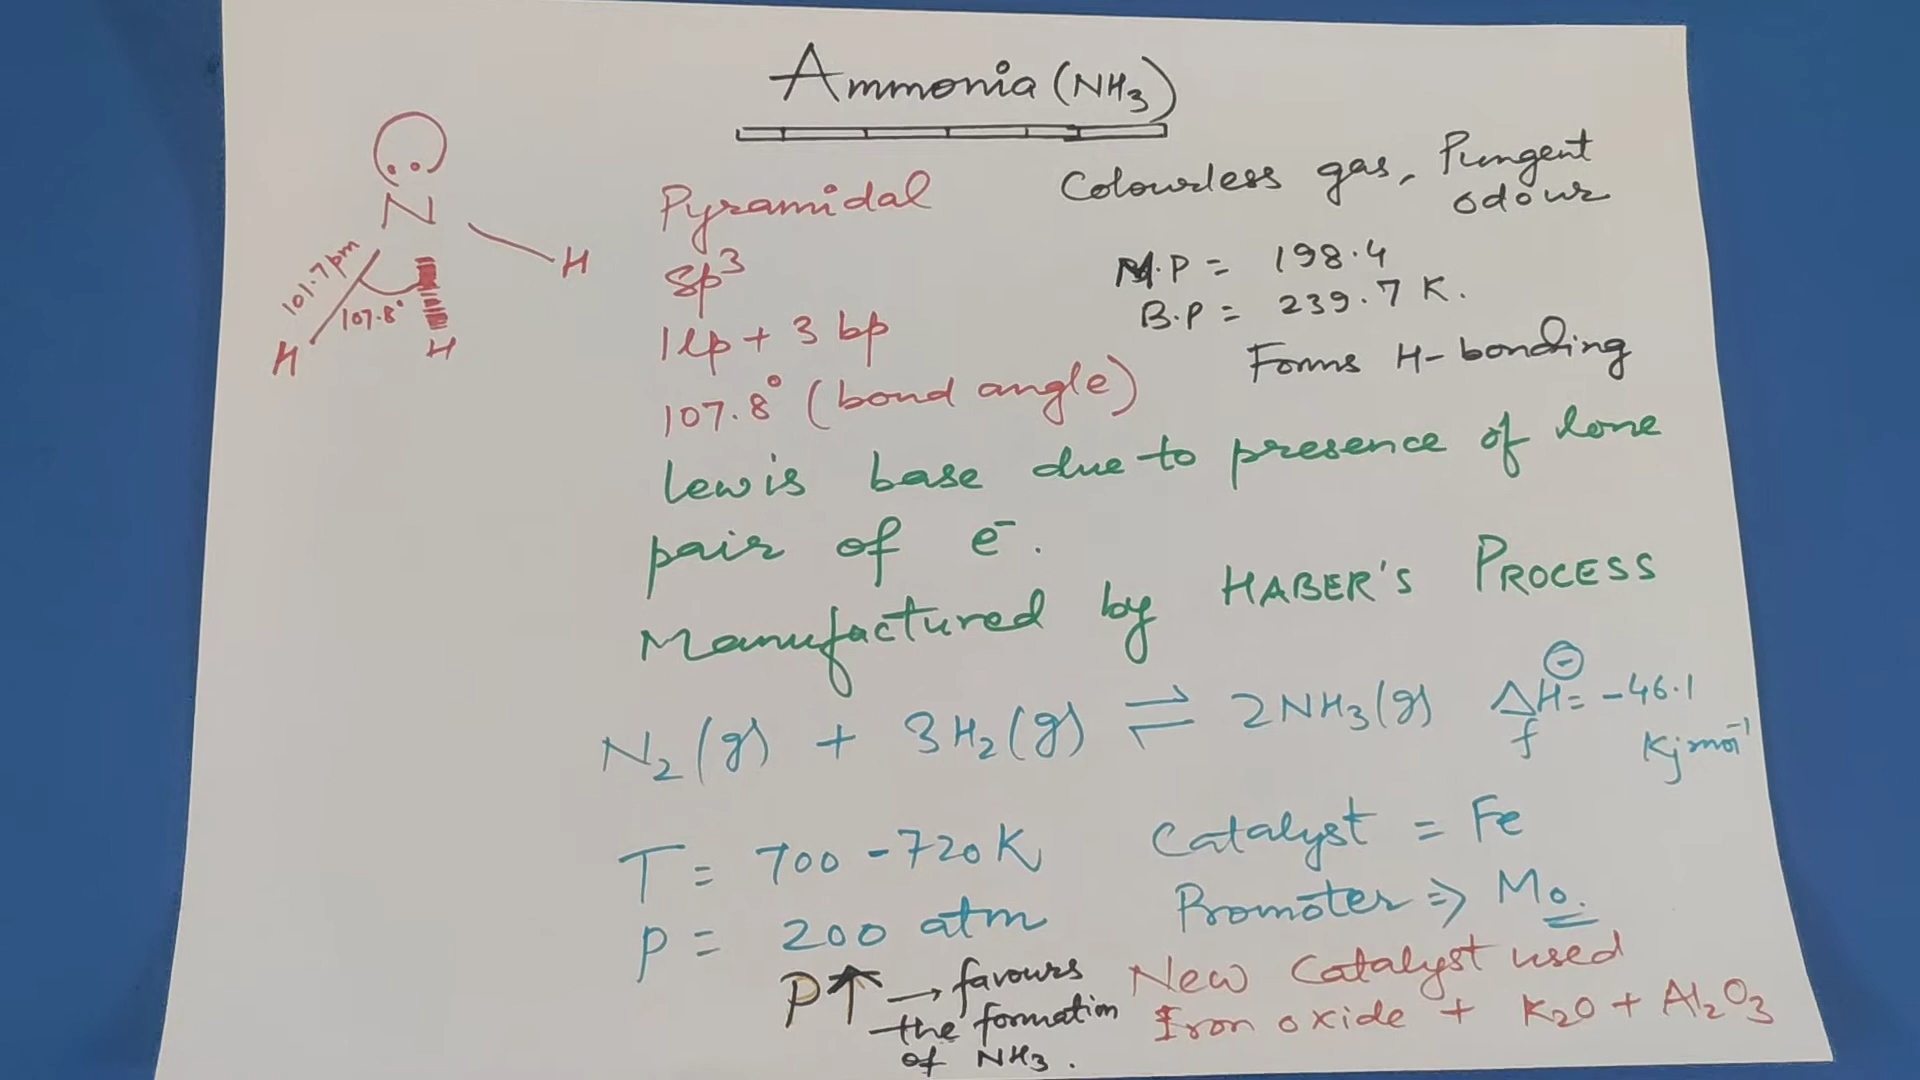 Ammonia (NH3)
N
101.7pm
107.8°
H
H
H
Pyramidal
sp³
1lp + 3 bp
107.8° (bond angle)
Colourless gas, Pungent
odour
M.P = 198.4
B.P = 239.7 K.
Forms H-bonding
Lewis base due to presence of lone
pair of e⁻.
Manufactured by HABER'S PROCESS
N₂(g) + 3H₂(g) ⇌ 2NH₃(g) ΔfH⊖ = -46.1
Kjmol⁻¹
T = 700-720K
P = 200 atm
Catalyst = Fe
Promoter ⇒ Mo.
P↑ → favours
the formation
of NH3.
New Catalyst used
Iron oxide + K₂O + Al₂O₃